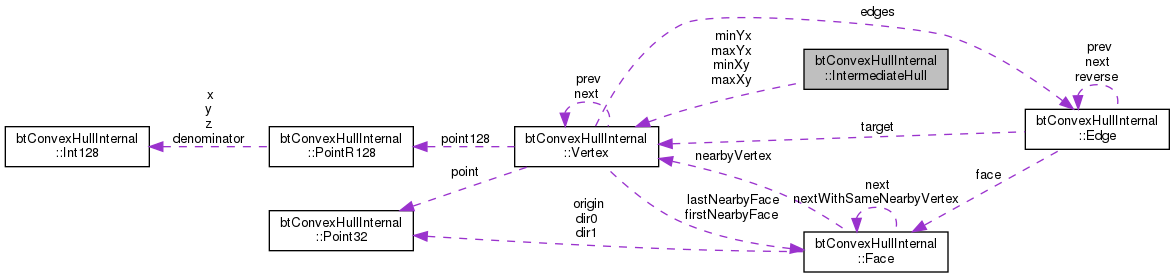 edges
minYx
maxYx
minXy
maxXy
btConvexHullInternal
::IntermediateHull
prev
next
reverse
prev
next
x
y
z
denominator
btConvexHullInternal
::Int128
btConvexHullInternal
::PointR128
point128
btConvexHullInternal
::Vertex
target
btConvexHullInternal
::Edge
nearbyVertex
point
face
next
nextWithSameNearbyVertex
lastNearbyFace
firstNearbyFace
origin
dir0
dir1
btConvexHullInternal
::Point32
btConvexHullInternal
::Face